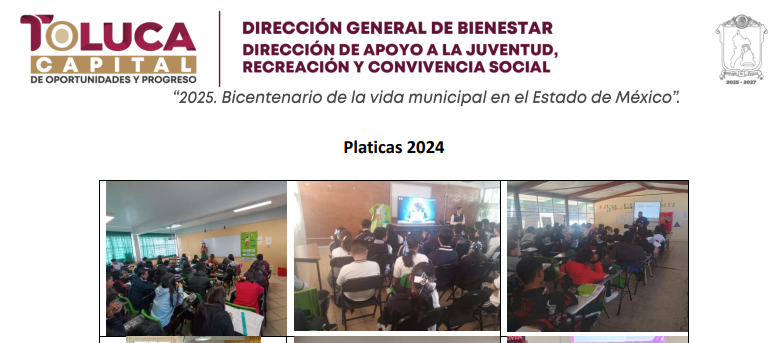 TOLUCA
CAPITAL
DE OPORTUNIDADES Y PROGRESO
DIRECCIÓN GENERAL DE BIENESTAR
DIRECCIÓN DE APOYO A LA JUVENTUD,
RECREACIÓN Y CONVIVENCIA SOCIAL
2025 - 2027
“2025. Bicentenario de la vida municipal en el Estado de México”.
Platicas 2024